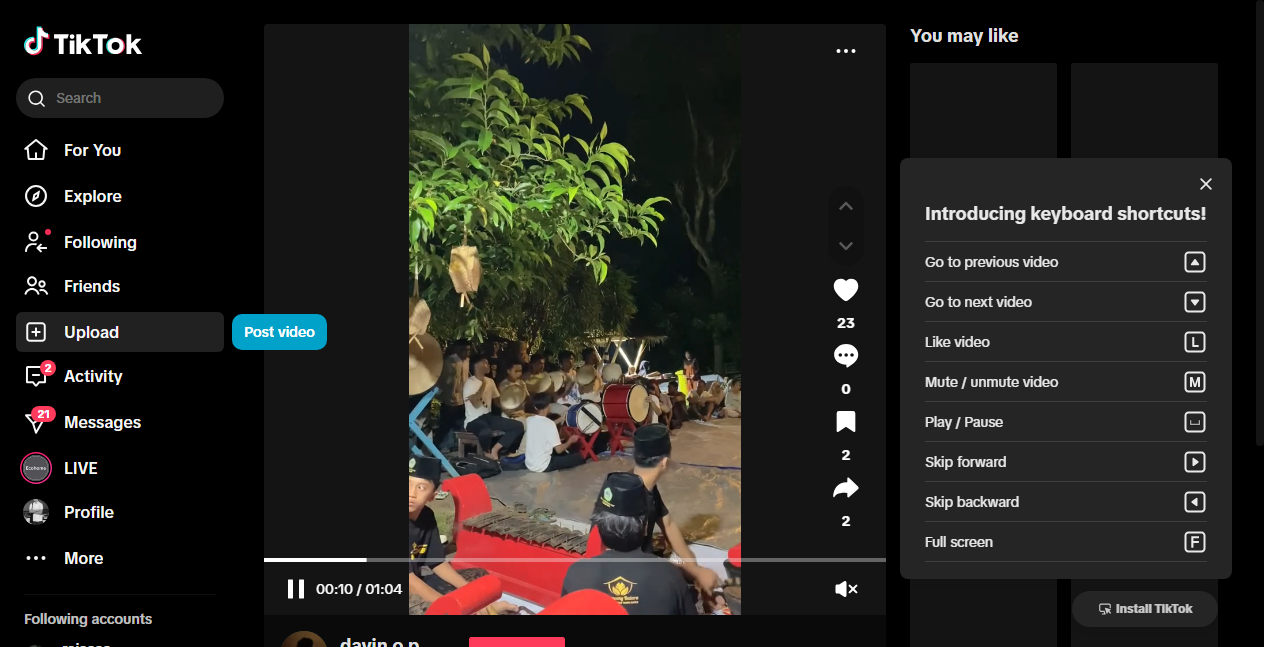 TikTok
Search
For You
Explore
Following
Friends
Upload
Post video
2
Activity
21
Messages
LIVE
Profile
More
Following accounts
23
0
2
2
00:10 / 01:04
You may like
Introducing keyboard shortcuts!
Go to previous video
Go to next video
Like video
L
Mute / unmute video
M
Play / Pause
Skip forward
Skip backward
Full screen
F
Install TikTok